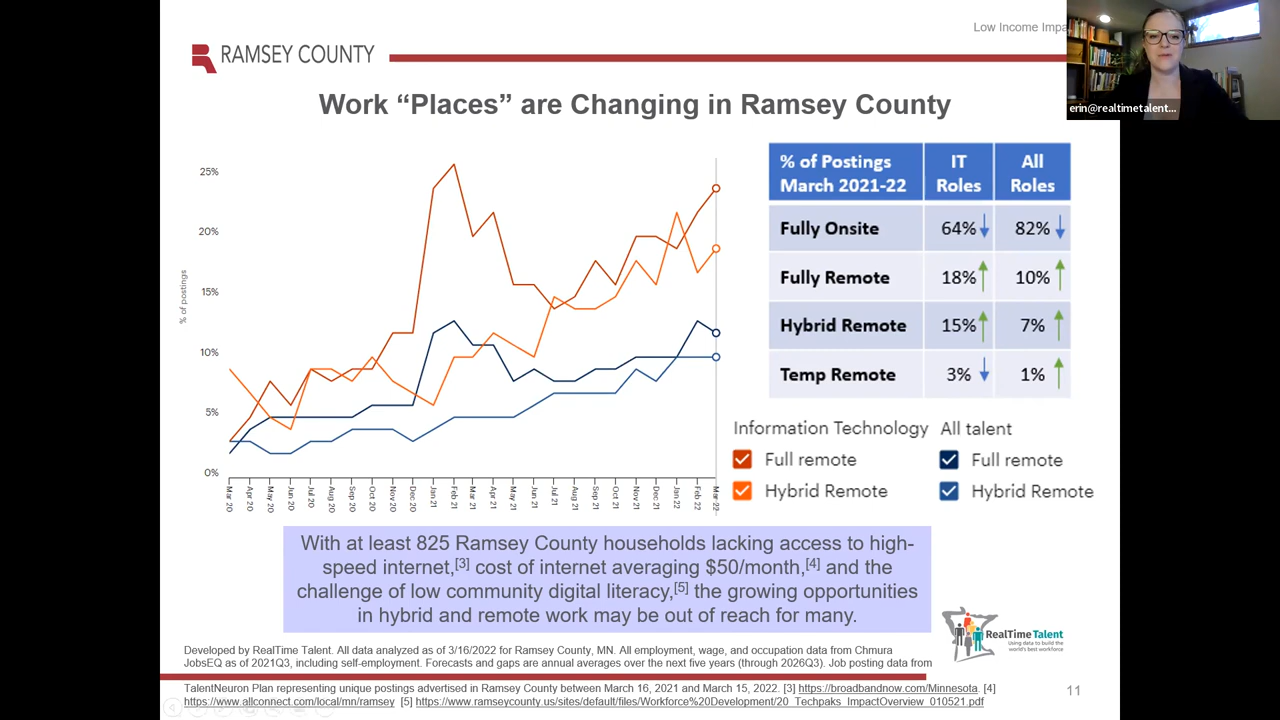 Low Income Impa
erin@realtimetalent...
RAMSEY COUNTY
Work “Places” are Changing in Ramsey County
25%
20%
15%
10%
5%
0%
% of postings
Mar 20
Apr 20
May 20
Jun 20
Jul 20
Aug 20
Sep 20
Oct 20
Nov 20
Dec 20
Jan 21
Feb 21
Mar 21
Apr 21
May 21
Jun 21
Jul 21
Aug 21
Sep 21
Oct 21
Nov 21
Dec 21
Jan 22
Feb 22
Mar 22
% of Postings March 2021-22 IT Roles All Roles
Fully Onsite 64% 82%
Fully Remote 18% 10%
Hybrid Remote 15% 7%
Temp Remote 3% 1%
Information Technology All talent
Full remote Full remote
Hybrid Remote Hybrid Remote
With at least 825 Ramsey County households lacking access to high-
speed internet,[3] cost of internet averaging $50/month,[4] and the
challenge of low community digital literacy,[5] the growing opportunities
in hybrid and remote work may be out of reach for many.
RealTime Talent
Using data to build the
world's best workforce
Developed by RealTime Talent. All data analyzed as of 3/16/2022 for Ramsey County, MN. All employment, wage, and occupation data from Chmura
JobsEQ as of 2021Q3, including self-employment. Forecasts and gaps are annual averages over the next five years (through 2026Q3). Job posting data from
TalentNeuron Plan representing unique postings advertised in Ramsey County between March 16, 2021 and March 15, 2022. [3] https://broadbandnow.com/Minnesota. [4]
https://www.allconnect.com/local/mn/ramsey [5] https://www.ramseycounty.us/sites/default/files/Workforce%20Development/20_Techpaks_ImpactOverview_010521.pdf
11